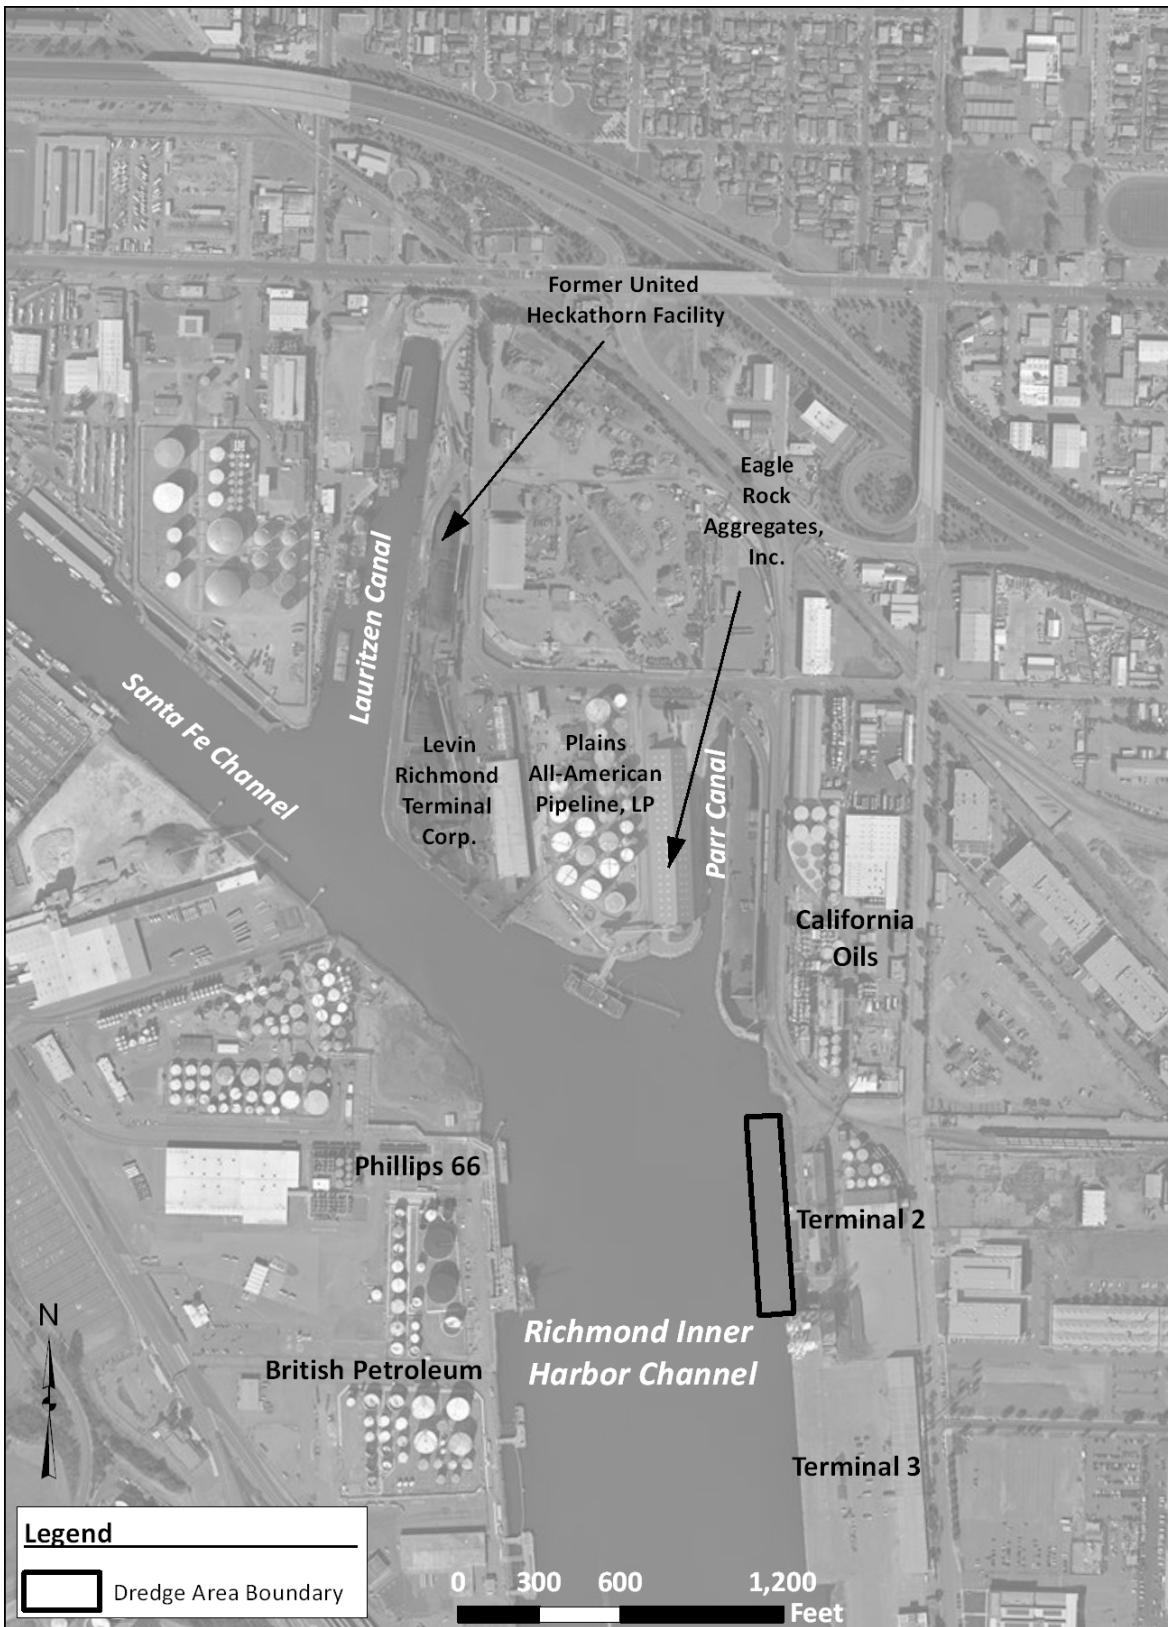 Former United
Heckathorn Facility
Eagle
Rock
Aggregates,
Inc.
Lauritzen Canal
Santa Fe Channel
Levin
Richmond
Terminal
Corp.
Plains
All-American
Pipeline, LP
Parr Canal
California
Oils
Phillips 66
Terminal 2
N
Richmond Inner
Harbor Channel
British Petroleum
Terminal 3
Legend
Dredge Area Boundary
0 300 600 1,200
Feet